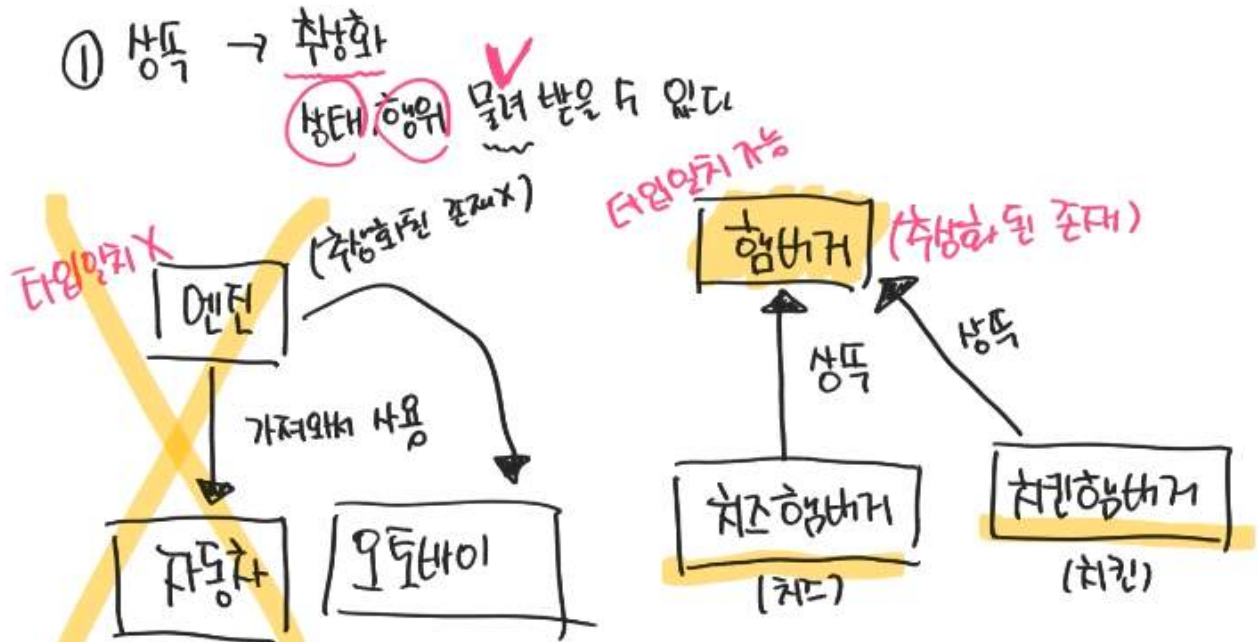 ① 상속 → 추상화
상태, 행위 물려 받을 수 있다
타입일치 X
엔진
(추상화된 존재X)
가져와서 사용
자동차
오토바이
타입일치 가능
햄버거
(추상화 된 존재)
상속
상속
치즈햄버거
(치즈)
치킨햄버거
(치킨)